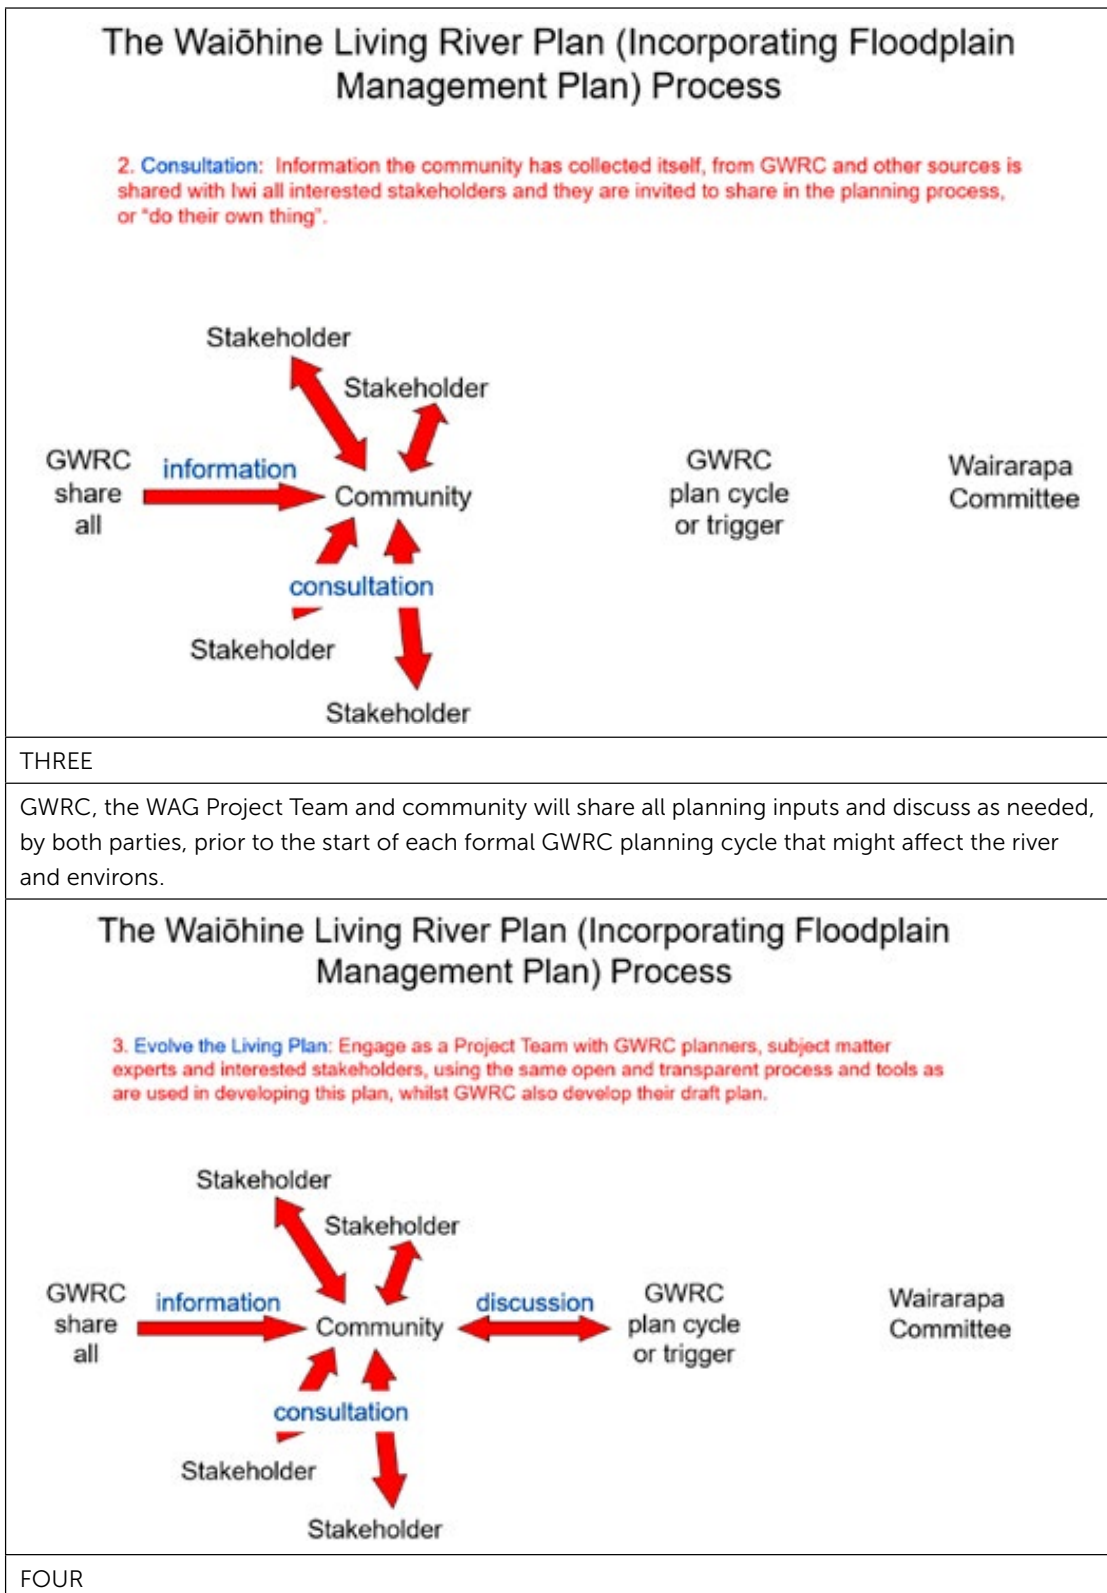 The Waiōhine Living River Plan (Incorporating Floodplain
Management Plan) Process
2. Consultation: Information the community has collected itself, from GWRC and other sources is
shared with Iwi all interested stakeholders and they are invited to share in the planning process,
or “do their own thing”.
Stakeholder
Stakeholder
GWRC
share
all
information
Community
GWRC
plan cycle
or trigger
Wairarapa
Committee
consultation
Stakeholder
Stakeholder
THREE
GWRC, the WAG Project Team and community will share all planning inputs and discuss as needed,
by both parties, prior to the start of each formal GWRC planning cycle that might affect the river
and environs.
The Waiōhine Living River Plan (Incorporating Floodplain
Management Plan) Process
3. Evolve the Living Plan: Engage as a Project Team with GWRC planners, subject matter
experts and interested stakeholders, using the same open and transparent process and tools as
are used in developing this plan, whilst GWRC also develop their draft plan.
Stakeholder
Stakeholder
GWRC
share
all
information
Community
discussion
GWRC
plan cycle
or trigger
Wairarapa
Committee
consultation
Stakeholder
Stakeholder
FOUR